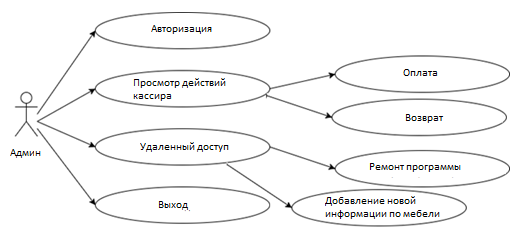 Авторизация
Просмотр действий
кассира
Оплата
Возврат
Админ
Удаленный доступ
Ремонт программы
Добавление новой
информации по мебели
Выход